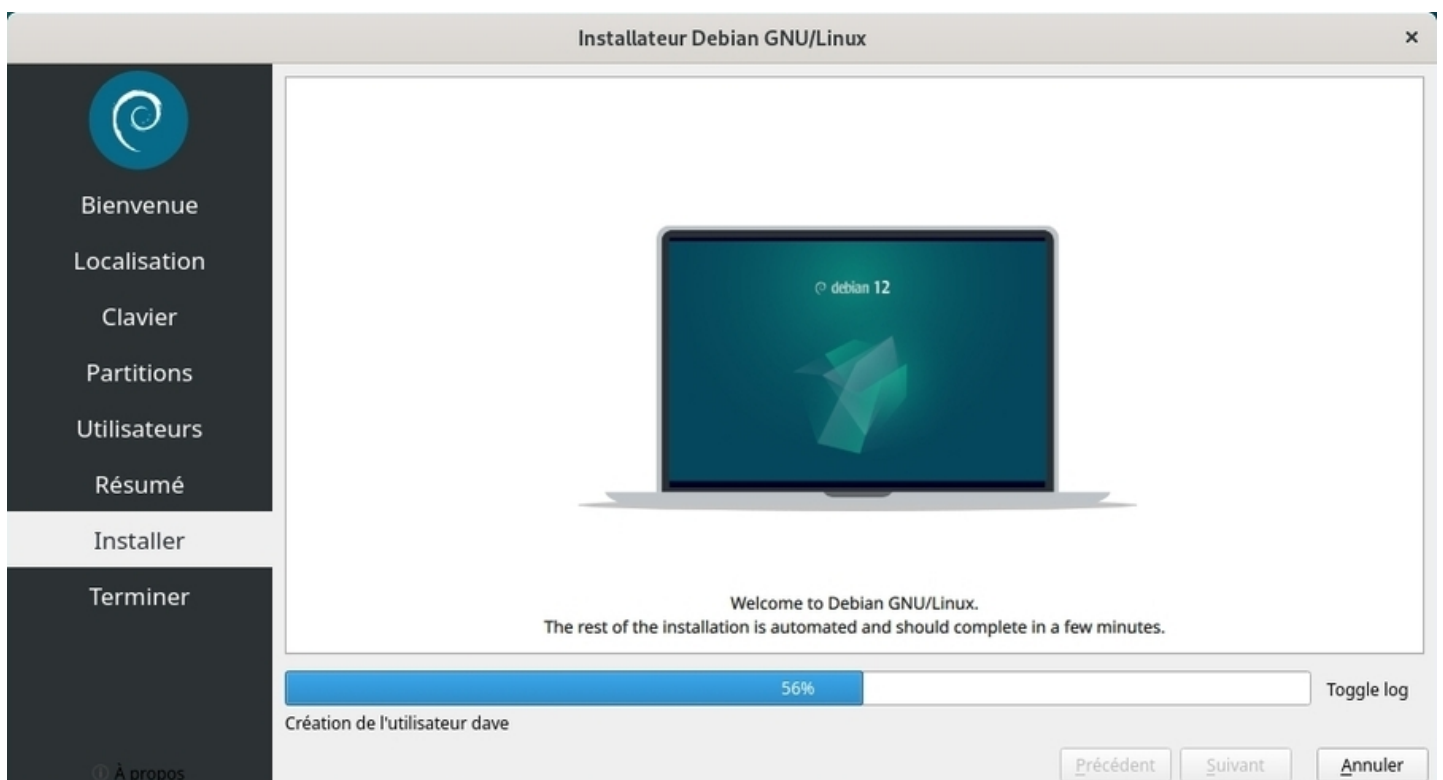 Installateur Debian GNU/Linux
×
Bienvenue
Localisation
Clavier
Partitions
Utilisateurs
Résumé
Installer
Terminer
À propos
debian 12
Welcome to Debian GNU/Linux.
The rest of the installation is automated and should complete in a few minutes.
56%
Toggle log
Création de l'utilisateur dave
Précédent
Suivant
Annuler